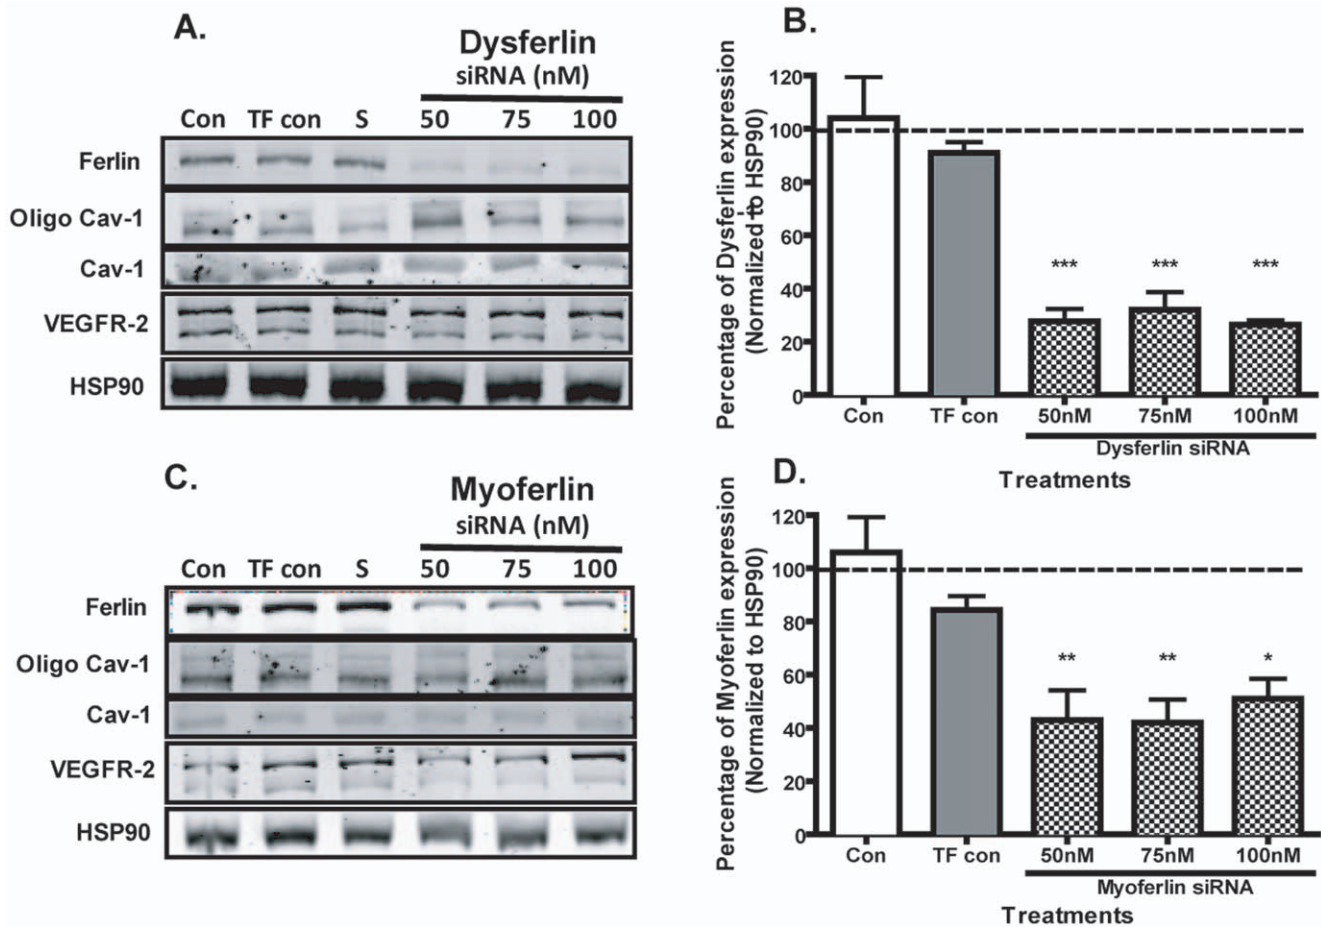 A.
Dysferlin
siRNA (nM)
Con TF con S 50 75 100
Ferlin
Oligo Cav-1
Cav-1
VEGFR-2
HSP90
B.
Percentage of Dysferlin expression
(Normalized to HSP90)
120
100
80
60
40
20
0
*** *** ***
Con TF con 50nM 75nM 100nM
Dysferlin siRNA
Treatments
C.
Myoferlin
siRNA (nM)
Con TF con S 50 75 100
Ferlin
Oligo Cav-1
Cav-1
VEGFR-2
HSP90
D.
Percentage of Myoferlin expression
(Normalized to HSP90)
120
100
80
60
40
20
0
** ** *
Con TF con 50nM 75nM 100nM
Myoferlin siRNA
Treatments